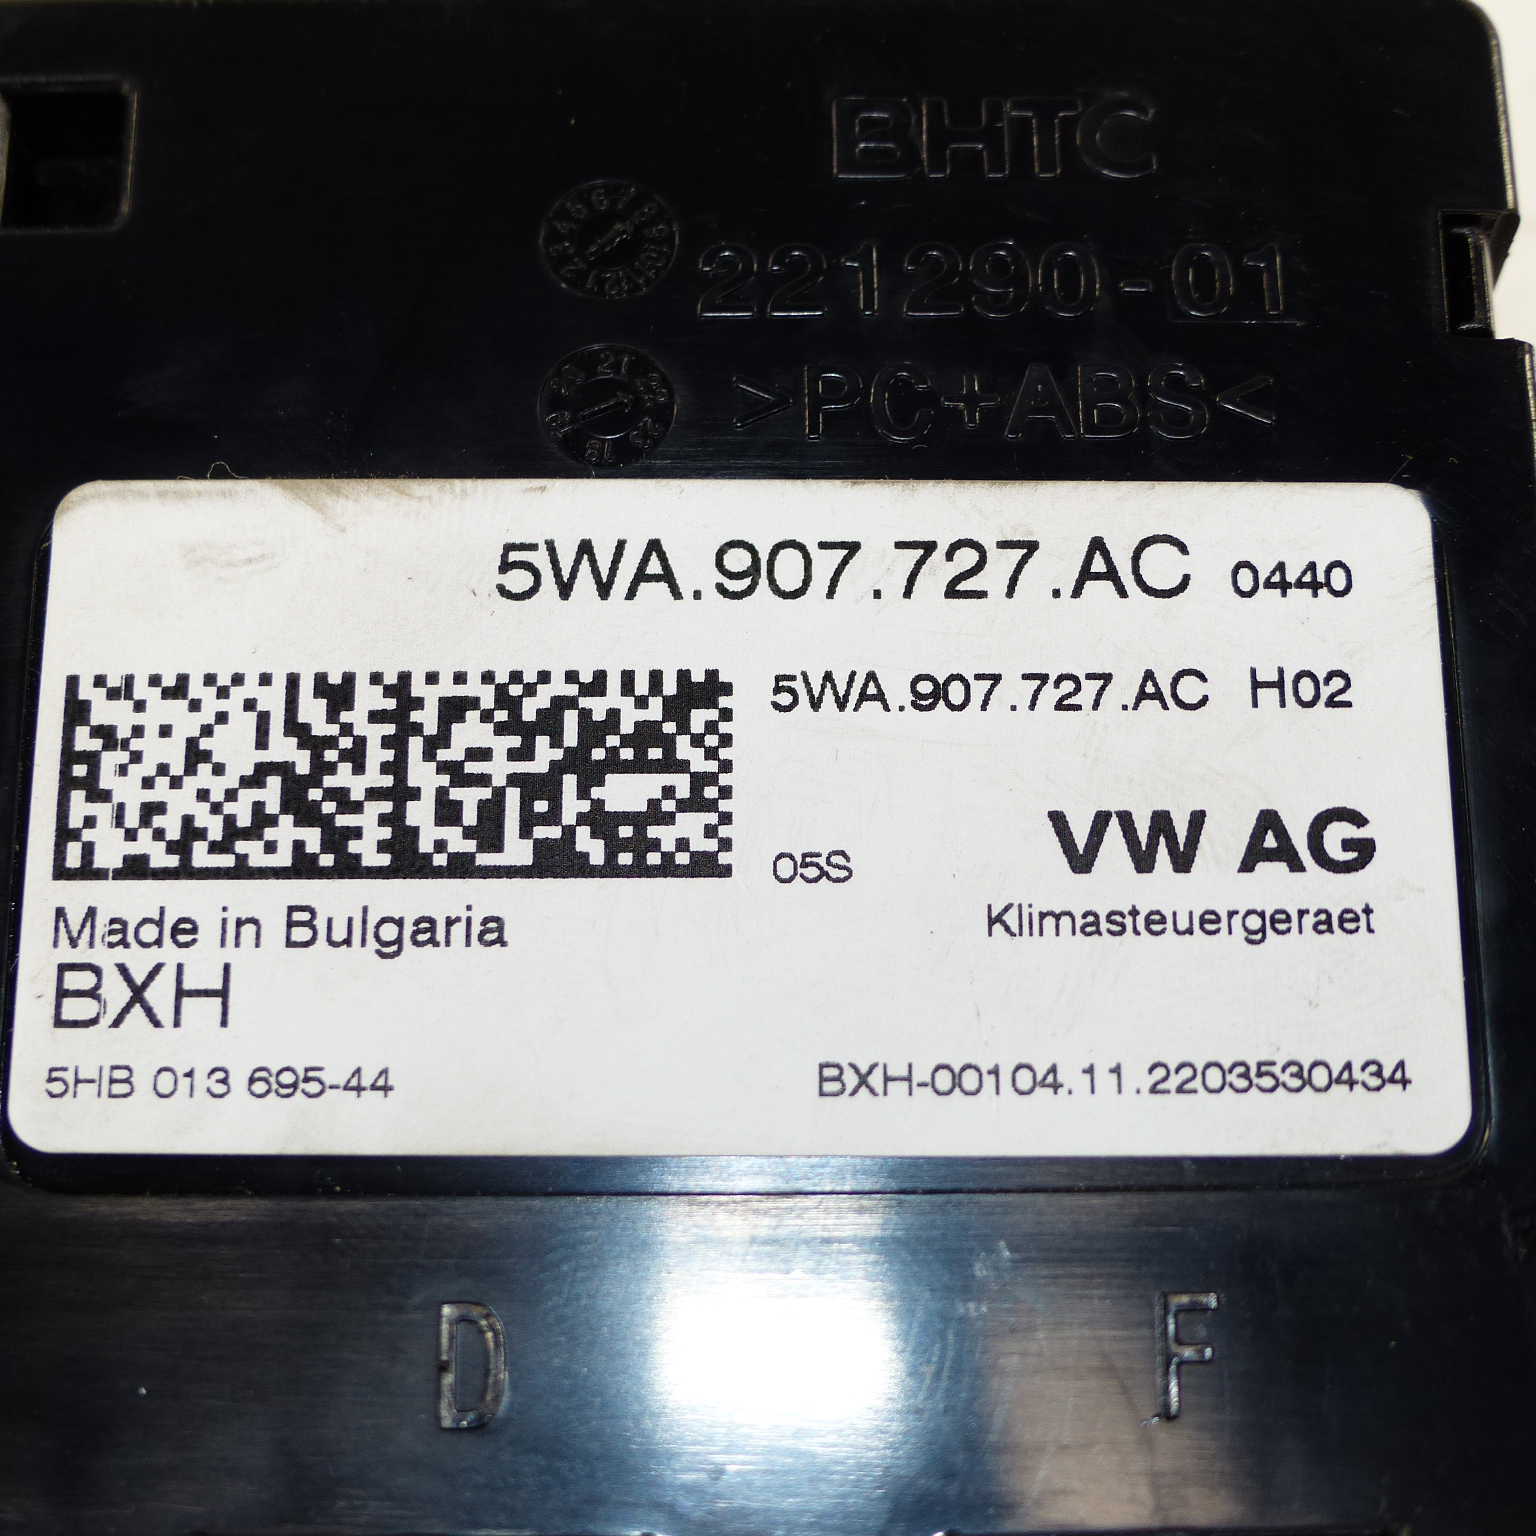 BHTC
221290-01
>PC+ABS<
5WA.907.727.AC 0440
5WA.907.727.AC H02
VW AG
05S
Klimasteuergeraet
Made in Bulgaria
BXH
5HB 013 695-44
BXH-00104.11.2203530434
D
F